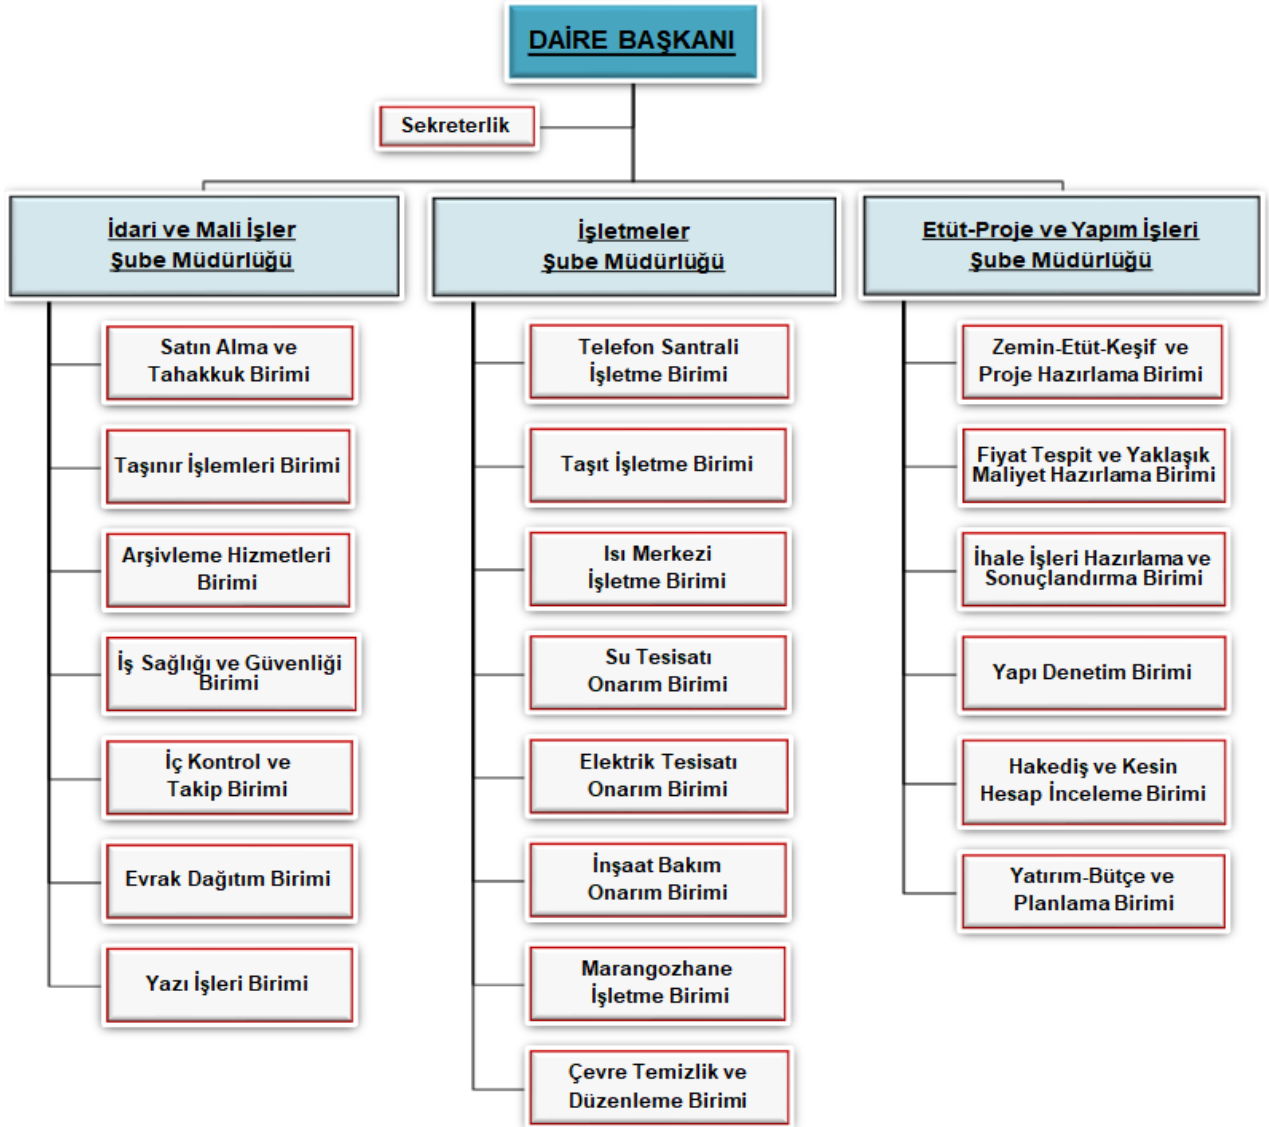 DAİRE BAŞKANI
Sekreterlik
İdari ve Mali İşler
Şube Müdürlüğü
Satın Alma ve
Tahakkuk Birimi
Taşınır İşlemleri Birimi
Arşivleme Hizmetleri
Birimi
İş Sağlığı ve Güvenliği
Birimi
İç Kontrol ve
Takip Birimi
Evrak Dağıtım Birimi
Yazı İşleri Birimi
İşletmeler
Şube Müdürlüğü
Telefon Santrali
İşletme Birimi
Taşıt İşletme Birimi
Isı Merkezi
İşletme Birimi
Su Tesisatı
Onarım Birimi
Elektrik Tesisatı
Onarım Birimi
İnşaat Bakım
Onarım Birimi
Marangozhane
İşletme Birimi
Çevre Temizlik ve
Düzenleme Birimi
Etüt-Proje ve Yapım İşleri
Şube Müdürlüğü
Zemin-Etüt-Keşif ve
Proje Hazırlama Birimi
Fiyat Tespit ve Yaklaşık
Maliyet Hazırlama Birimi
İhale İşleri Hazırlama ve
Sonuçlandırma Birimi
Yapı Denetim Birimi
Hakediş ve Kesin
Hesap İnceleme Birimi
Yatırım-Bütçe ve
Planlama Birimi